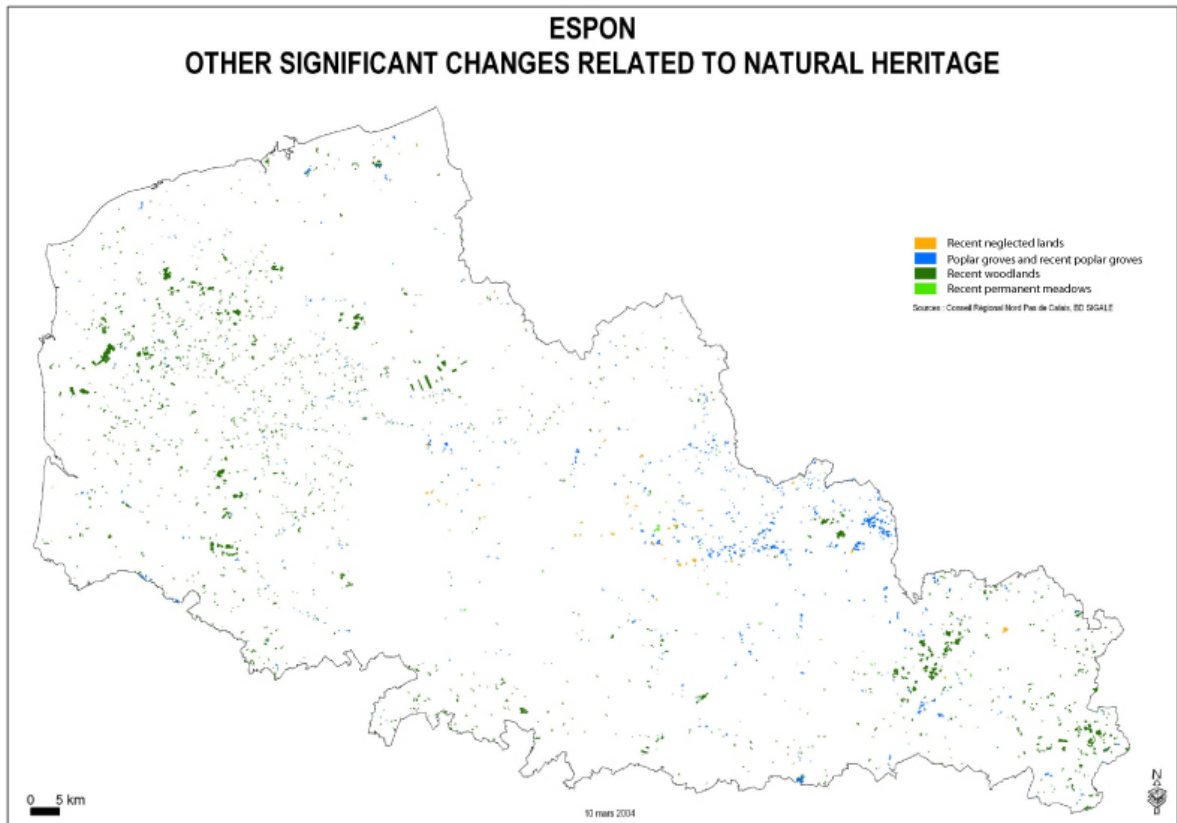 ESPON
OTHER SIGNIFICANT CHANGES RELATED TO NATURAL HERITAGE
Recent neglected lands
Poplar groves and recent poplar groves
Recent woodlands
Recent permanent meadows
Sources : Conseil Régional Nord Pas de Calais, BD SIGALE
N
0 5 km
10 mars 2004